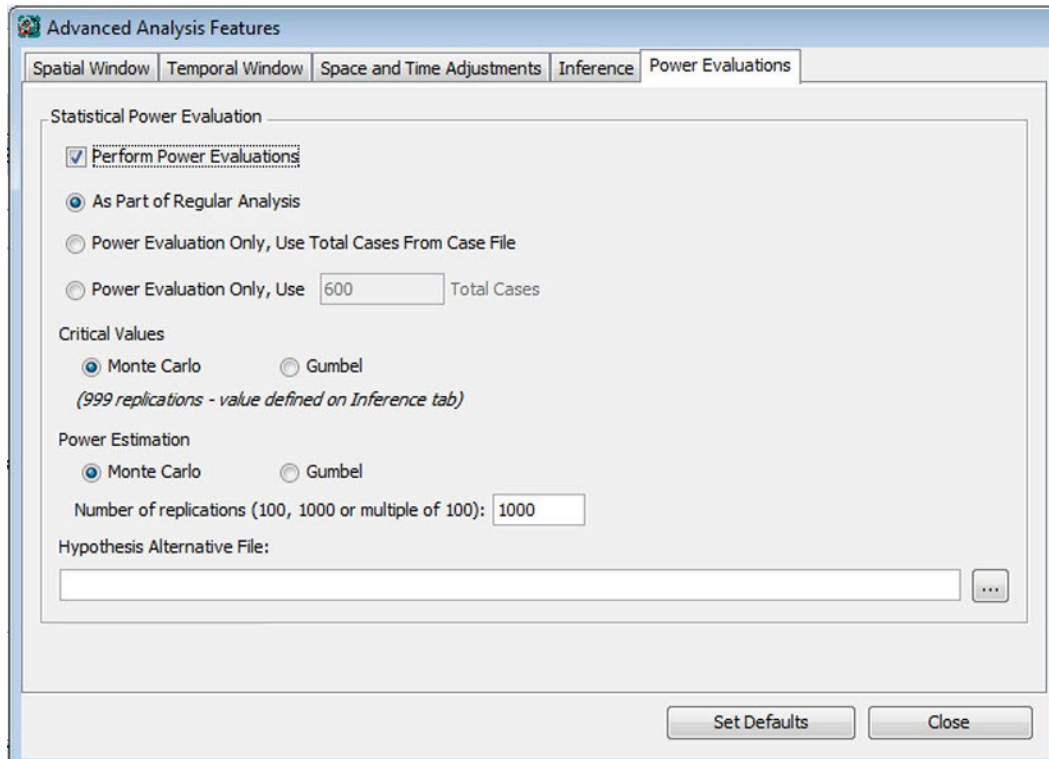 Advanced Analysis Features
Spatial Window Temporal Window Space and Time Adjustments Inference Power Evaluations
Statistical Power Evaluation
Perform Power Evaluations
As Part of Regular Analysis
Power Evaluation Only, Use Total Cases From Case File
Power Evaluation Only, Use 600 Total Cases
Critical Values
Monte Carlo Gumbel
(999 replications - value defined on Inference tab)
Power Estimation
Monte Carlo Gumbel
Number of replications (100, 1000 or multiple of 100): 1000
Hypothesis Alternative File:
...
Set Defaults Close